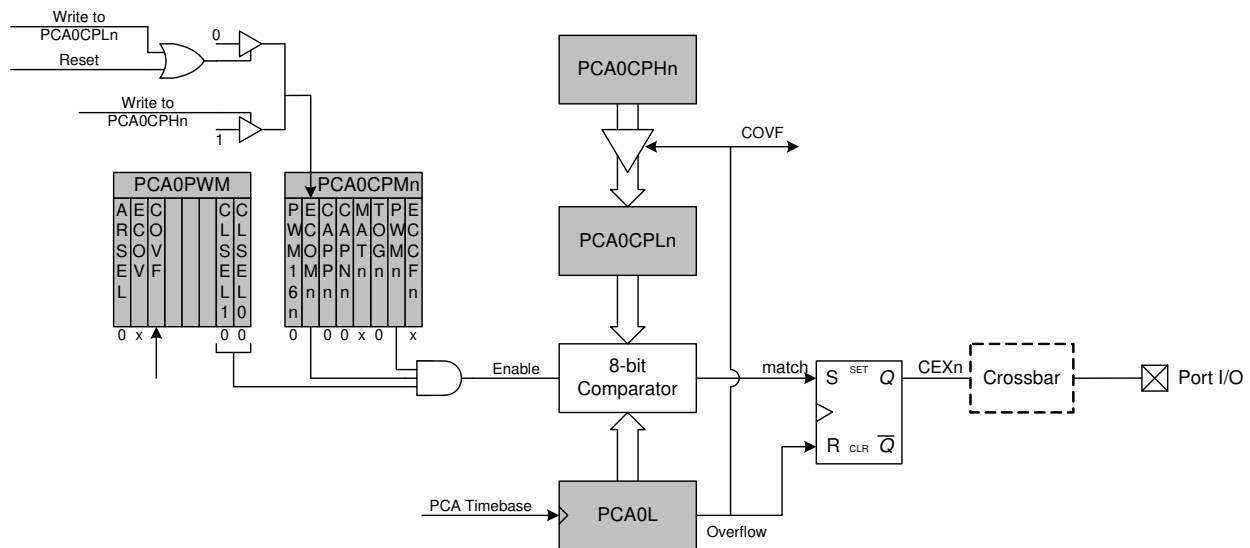 Write to
PCA0CPLn
Reset
0
Write to
PCA0CPHn
1
PCA0CPHn
COVF
PCA0PWM
ARSEL
ECOV
COVF
CLSEL1
CLSEL0
0 x 0 0
PCA0CPMn
PWM16n
ECOMn
CAPPn
CAPNn
MATn
TOGn
PWMn
ECCFn
0 0 0 x 0 x
PCA0CPLn
Enable
8-bit
Comparator
match
S SET Q
R CLR Q
CEXn
Crossbar
Port I/O
PCA Timebase
PCA0L
Overflow